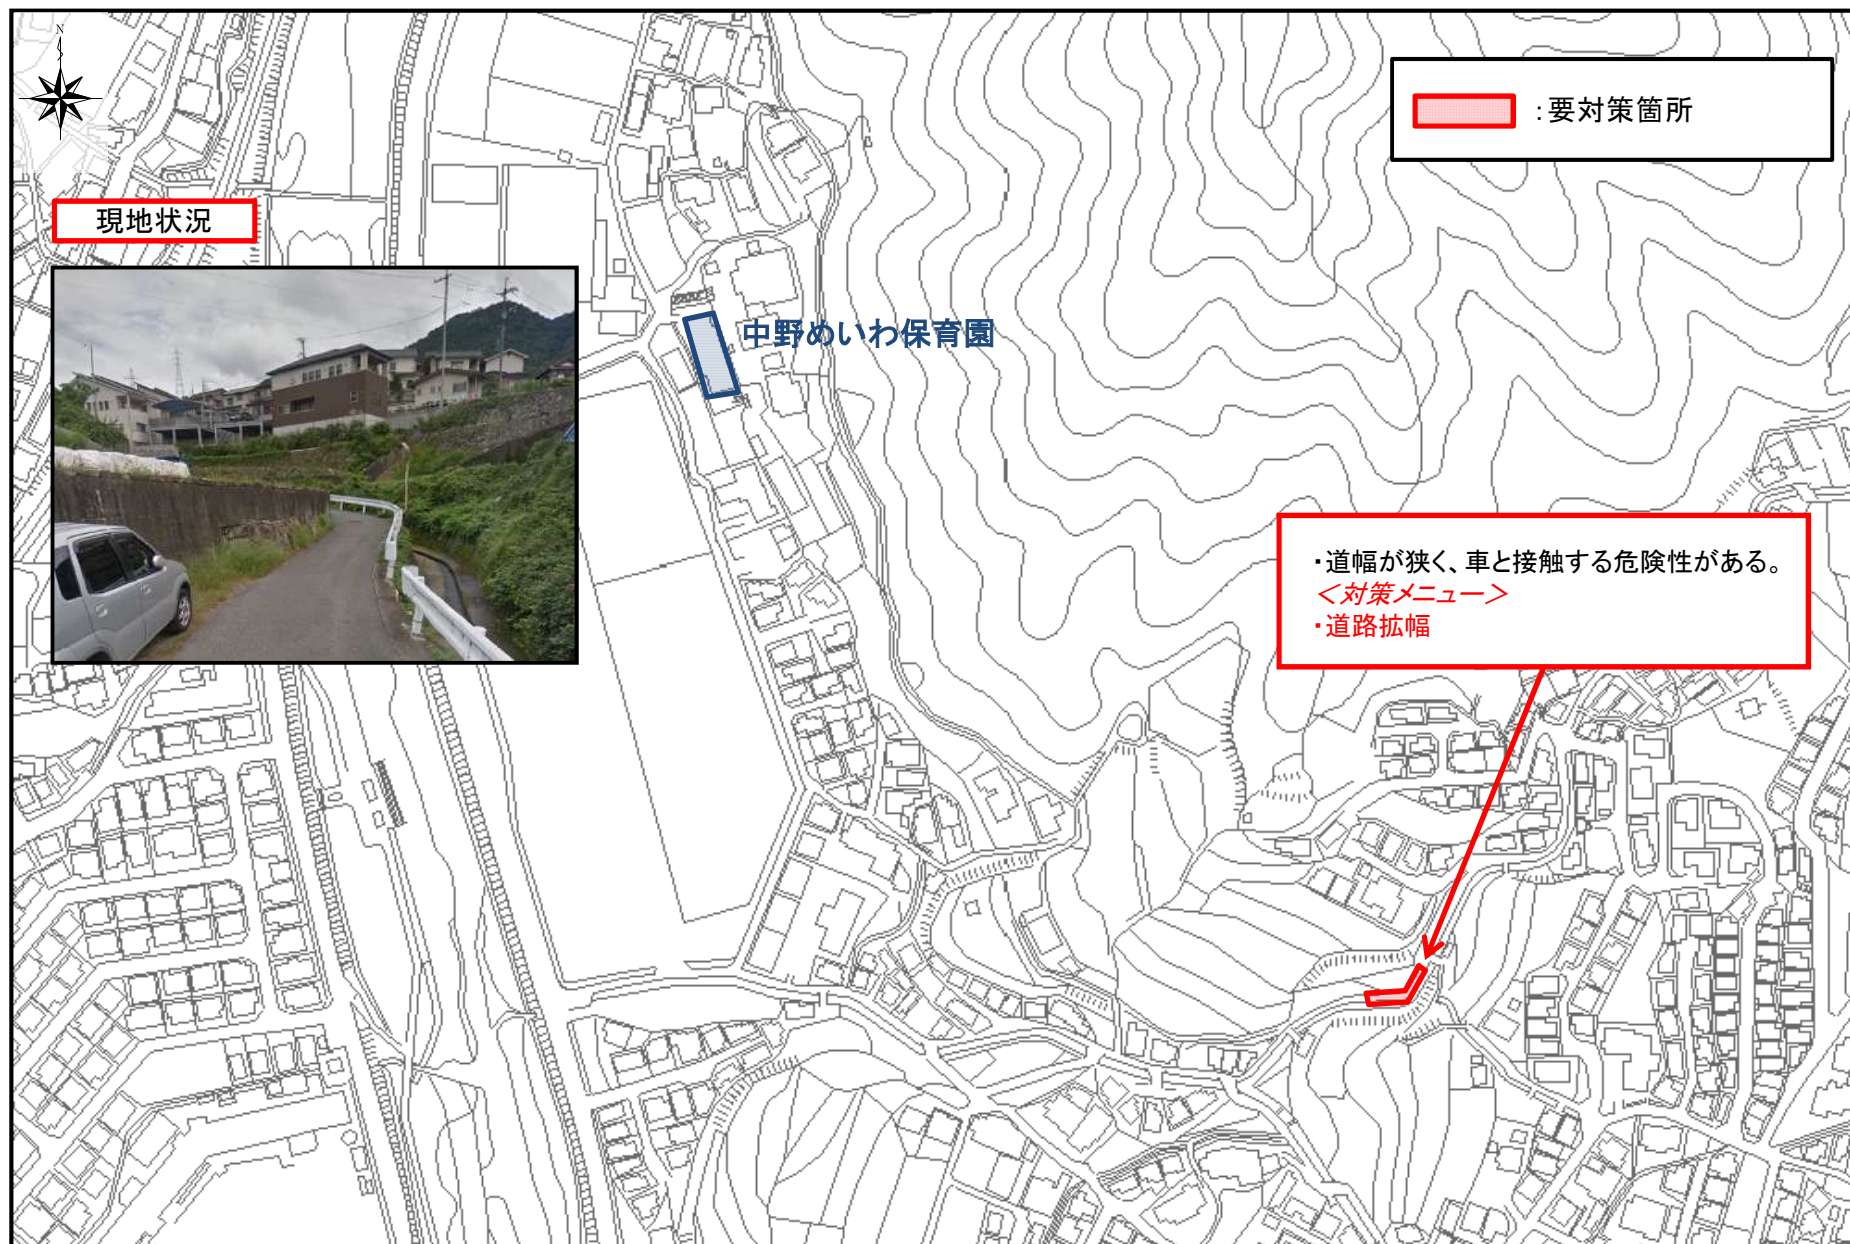 N
:要対策箇所
現地状況
中野めいわ保育園
・道幅が狭く、車と接触する危険性がある。
＜対策メニュー＞
・道路拡幅